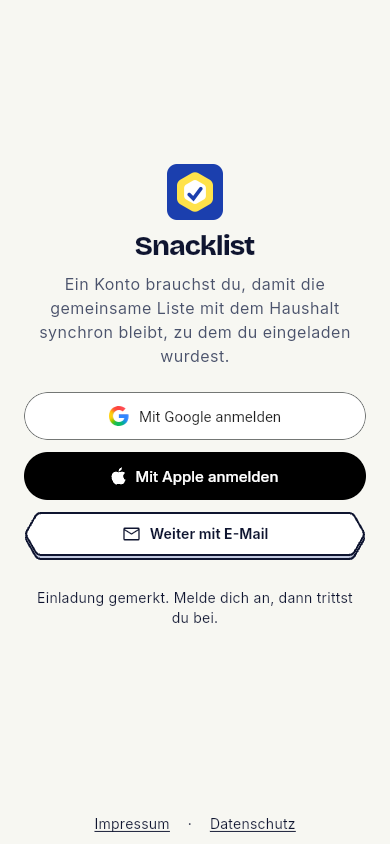 Snacklist
Ein Konto brauchst du, damit die
gemeinsame Liste mit dem Haushalt
synchron bleibt, zu dem du eingeladen
wurdest.
Mit Google anmelden
Mit Apple anmelden
Weiter mit E-Mail
Einladung gemerkt. Melde dich an, dann trittst
du bei.
Impressum · Datenschutz